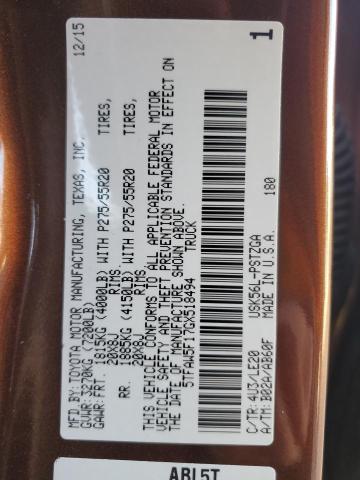 MFD BY: TOYOTA MOTOR MANUFACTURING, TEXAS, INC. 12/15
GVWR: 3270KG (7200LB)
GAWR: FRT. 1815KG (4000LB) WITH P275/55R20 TIRES,
20x8J RIMS.
RR. 1885KG (4150LB) WITH P275/55R20 TIRES,
20x8J RIMS.
THIS VEHICLE CONFORMS TO ALL APPLICABLE FEDERAL MOTOR
VEHICLE SAFETY AND THEFT PREVENTION STANDARDS IN EFFECT ON
THE DATE OF MANUFACTURE SHOWN ABOVE.
5TFAW5F17GX518494 TRUCK
USK56L-PSTZGA
C/TR: 4U3/LE20
A/TM: B02A/AB60F MADE IN U.S.A. 180 1
ABL5T